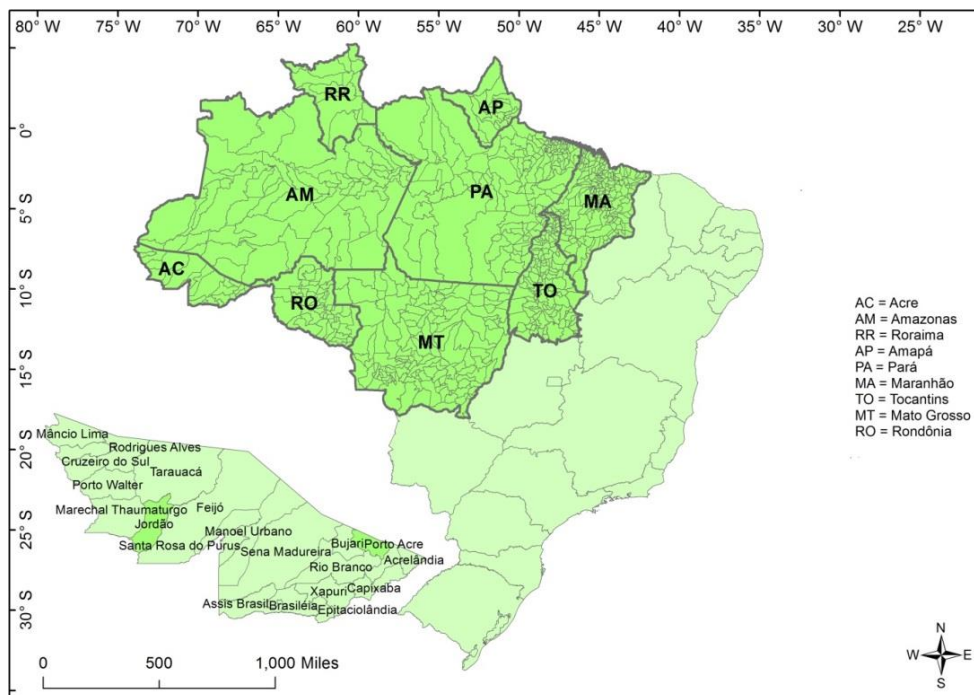 80° W 75° W 70° W 65° W 60° W 55° W 50° W 45° W 40° W 35° W 30° W 25° W
0°
5° S
10° S
15° S
20° S
25° S
30° S
RR
AP
AM
PA
MA
AC
RO
TO
MT
AC = Acre
AM = Amazonas
RR = Roraima
AP = Amapá
PA = Pará
MA = Maranhão
TO = Tocantins
MT = Mato Grosso
RO = Rondônia
Mâncio Lima
Rodrigues Alves
Cruzeiro do Sul
Tarauacá
Porto Walter
Marechal Thaumaturgo
Feijó
Jordão
Manoel Urbano
Santa Rosa do Purus
Sena Madureira
Bujari
Porto Acre
Acrelândia
Rio Branco
Xapuri
Capixaba
Assis Brasil
Brasiléia
Epitaciolândia
0 500 1,000 Miles
N
W E
S